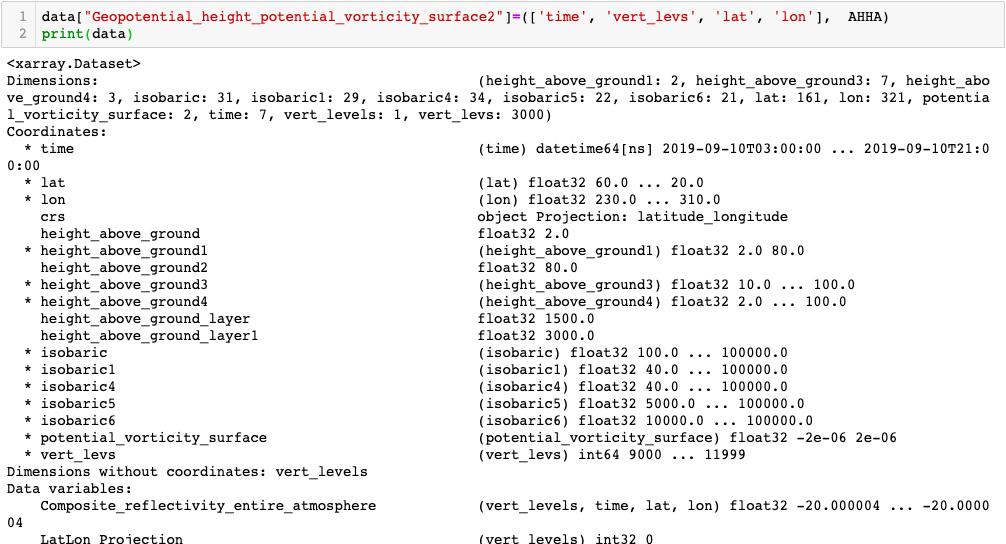 1 data["Geopotential_height_potential_vorticity_surface2"]=(['time', 'vert_levs', 'lat', 'lon'],  AHHA)
2 print(data)
<xarray.Dataset>
Dimensions: (height_above_ground1: 2, height_above_ground3: 7, height_abo
ve_ground4: 3, isobaric: 31, isobaric1: 29, isobaric4: 34, isobaric5: 22, isobaric6: 21, lat: 161, lon: 321, potentia
l_vorticity_surface: 2, time: 7, vert_levels: 1, vert_levs: 3000)
Coordinates:
* time (time) datetime64[ns] 2019-09-10T03:00:00 ... 2019-09-10T21:0
0:00
* lat (lat) float32 60.0 ... 20.0
* lon (lon) float32 230.0 ... 310.0
crs object Projection: latitude_longitude
height_above_ground float32 2.0
* height_above_ground1 (height_above_ground1) float32 2.0 80.0
height_above_ground2 float32 80.0
* height_above_ground3 (height_above_ground3) float32 10.0 ... 100.0
* height_above_ground4 (height_above_ground4) float32 2.0 ... 100.0
height_above_ground_layer float32 1500.0
height_above_ground_layer1 float32 3000.0
* isobaric (isobaric) float32 100.0 ... 100000.0
* isobaric1 (isobaric1) float32 40.0 ... 100000.0
* isobaric4 (isobaric4) float32 40.0 ... 100000.0
* isobaric5 (isobaric5) float32 5000.0 ... 100000.0
* isobaric6 (isobaric6) float32 10000.0 ... 100000.0
* potential_vorticity_surface (potential_vorticity_surface) float32 -2e-06 2e-06
* vert_levs (vert_levs) int64 9000 ... 11999
Dimensions without coordinates: vert_levels
Data variables:
Composite_reflectivity_entire_atmosphere (vert_levels, time, lat, lon) float32 -20.000004 ... -20.0000
04
LatLon_Projection (vert_levels) int32 0